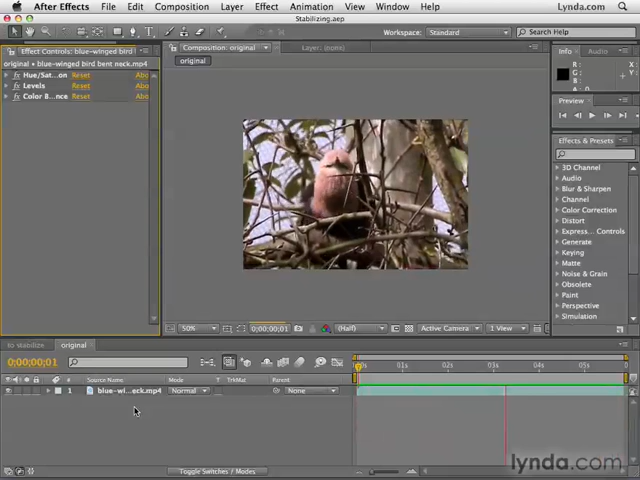 After Effects File Edit Composition Layer Effect Animation View Window Help Lynda.com
Stabilizing.aep
Workspace: Standard Search Help
Effect Controls: blue-winged bird
original • blue-winged bird bent neck.mp4
Hue/Sat...on Reset Abo
Levels Reset Abo
Color B...nce Reset Abo
Composition: original
Layer: (none)
original
50% 0;00;00;01 (Half) Active Camera 1 View
Info Audio
R :
G :
B :
A : 0
X
Preview
Effects & Presets
3D Channel
Audio
Blur & Sharpen
Channel
Color Correction
Distort
Express... Controls
Generate
Keying
Matte
Noise & Grain
Obsolete
Paint
Perspective
Simulation
to stabilize original
0;00;00;01
# Source Name Mode T TrkMat Parent
1 blue-wi...eck.mp4 Normal None
01s 02s 03s 04s 05s
Toggle Switches / Modes
lynda.com